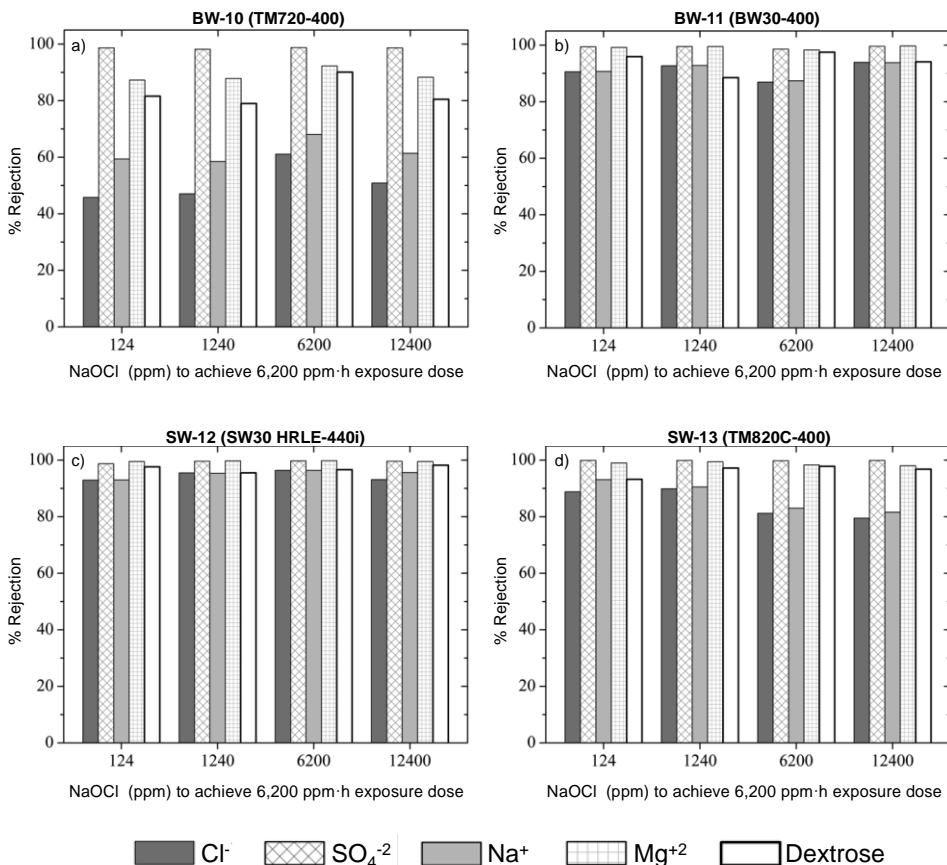 BW-10 (TM720-400)
a)
100
80
60
40
20
0
% Rejection
124 1240 6200 12400
NaOCl (ppm) to achieve 6,200 ppm·h exposure dose
BW-11 (BW30-400)
b)
100
80
60
40
20
0
% Rejection
124 1240 6200 12400
NaOCl (ppm) to achieve 6,200 ppm·h exposure dose
SW-12 (SW30 HRLE-440i)
c)
100
80
60
40
20
0
% Rejection
124 1240 6200 12400
NaOCl (ppm) to achieve 6,200 ppm·h exposure dose
SW-13 (TM820C-400)
d)
100
80
60
40
20
0
% Rejection
124 1240 6200 12400
NaOCl (ppm) to achieve 6,200 ppm·h exposure dose
Cl⁻ SO₄⁻² Na⁺ Mg⁺² Dextrose